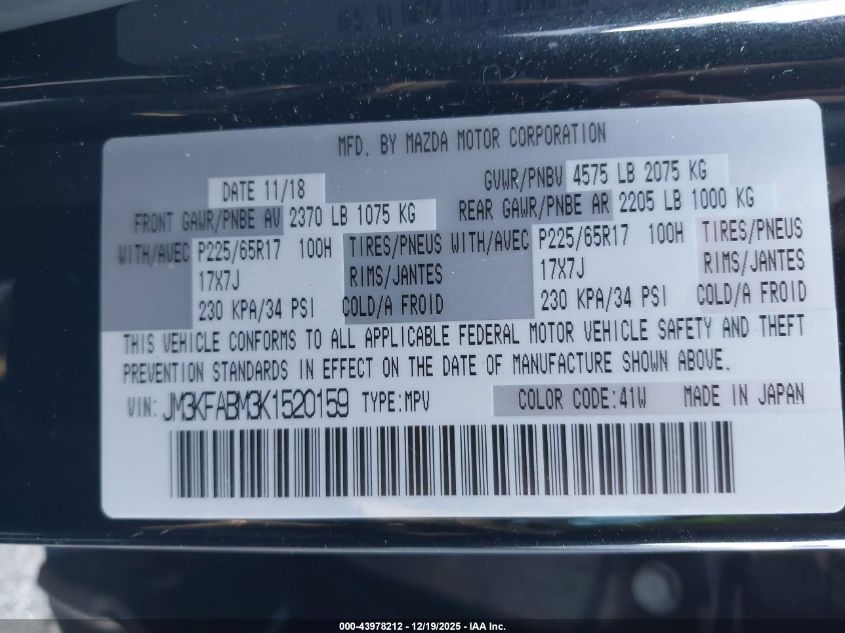 MFD. BY MAZDA MOTOR CORPORATION
DATE 11/18 GVWR/PNBV 4575 LB 2075 KG
FRONT GAWR/PNBE AV 2370 LB 1075 KG REAR GAWR/PNBE AR 2205 LB 1000 KG
WITH/AVEC P225/65R17 100H TIRES/PNEUS WITH/AVEC P225/65R17 100H TIRES/PNEUS
17X7J RIMS/JANTES 17X7J RIMS/JANTES
230 KPA/34 PSI COLD/A FROID 230 KPA/34 PSI COLD/A FROID
THIS VEHICLE CONFORMS TO ALL APPLICABLE FEDERAL MOTOR VEHICLE SAFETY AND THEFT
PREVENTION STANDARDS IN EFFECT ON THE DATE OF MANUFACTURE SHOWN ABOVE.
VIN: JM3KFABM3K1520159 TYPE:MPV COLOR CODE:41W MADE IN JAPAN
000-43978212 - 12/19/2025 - IAA Inc.